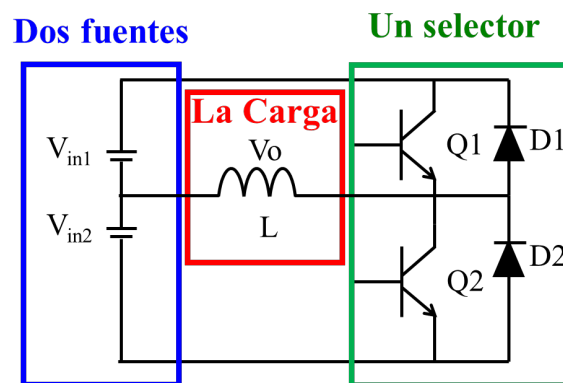 Dos fuentes
Un selector
La Carga
Vo
L
Vin1
Vin2
Q1
D1
Q2
D2